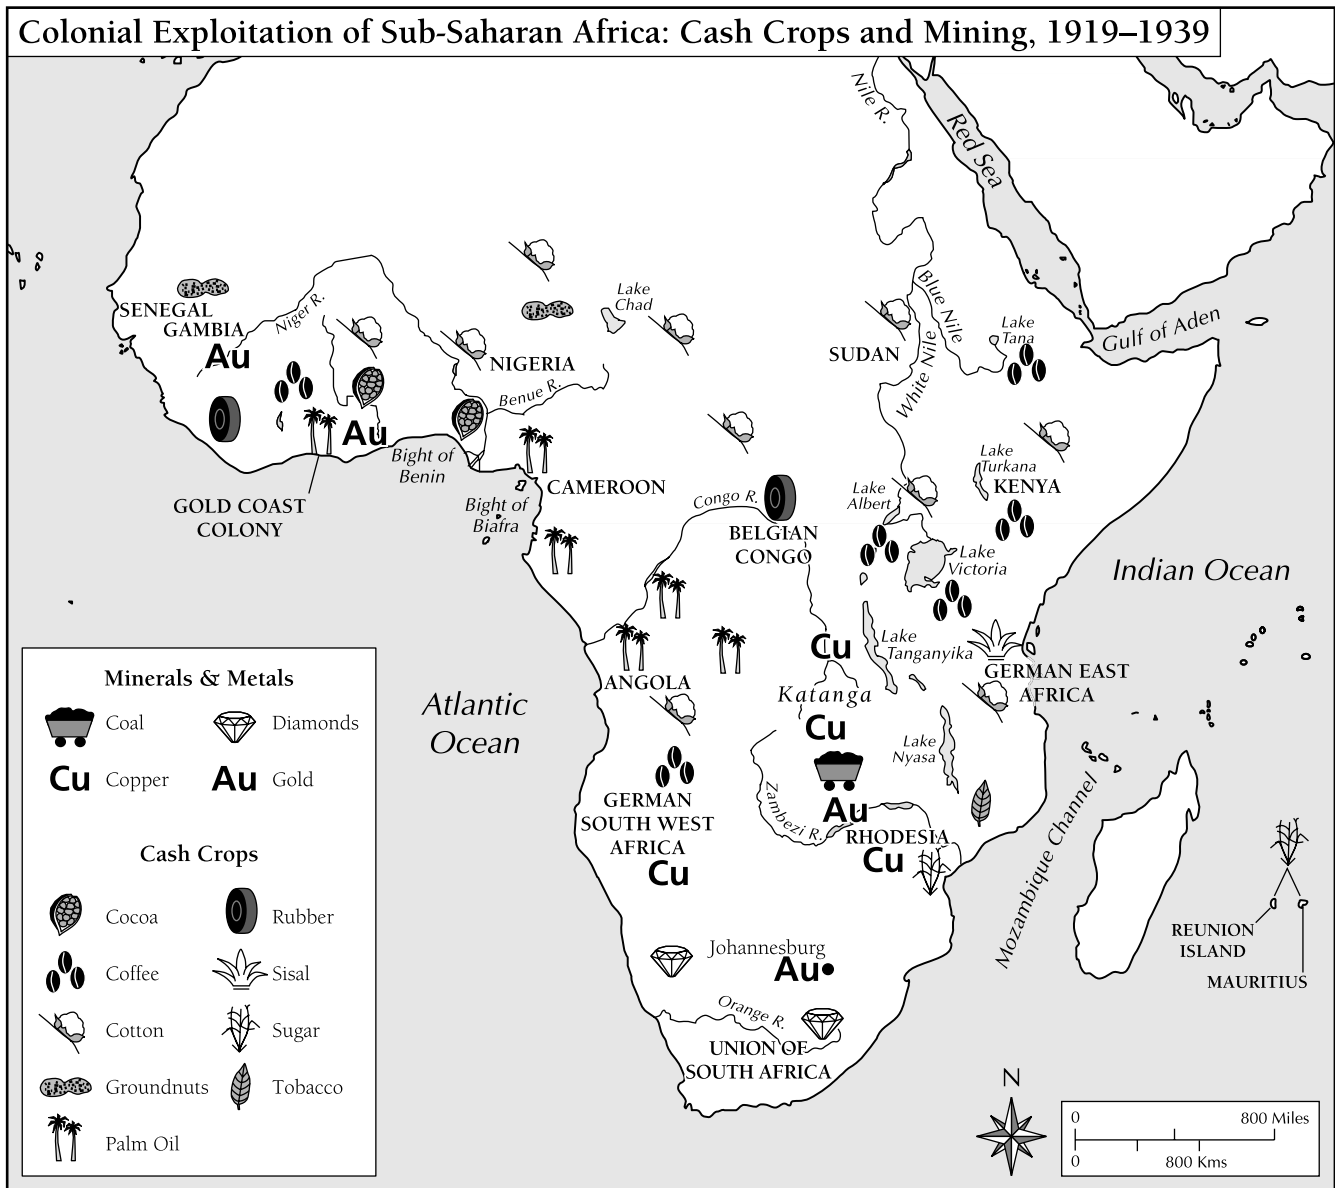 Colonial Exploitation of Sub-Saharan Africa: Cash Crops and Mining, 1919–1939
Nile R.
Red Sea
Gulf of Aden
Blue Nile
White Nile
Lake
Tana
SUDAN
Lake
Chad
SENEGAL
GAMBIA
Niger R.
Au
NIGERIA
Benue R.
Au
Bight of
Benin
GOLD COAST
COLONY
CAMEROON
Bight of
Biafra
Congo R.
BELGIAN
CONGO
Lake
Albert
Lake
Turkana
KENYA
Lake
Victoria
Indian Ocean
Cu
Lake
Tanganyika
GERMAN EAST
AFRICA
ANGOLA
Katanga
Cu
Atlantic
Ocean
Lake
Nyasa
Au
Zambezi R.
RHODESIA
Cu
GERMAN
SOUTH WEST
AFRICA
Cu
Mozambique Channel
REUNION
ISLAND
MAURITIUS
Johannesburg
Au
Orange R.
UNION OF
SOUTH AFRICA
Minerals & Metals
Coal
Diamonds
Cu Copper
Au Gold
Cash Crops
Cocoa
Rubber
Coffee
Sisal
Cotton
Sugar
Groundnuts
Tobacco
Palm Oil
N
0 800 Miles
0 800 Kms